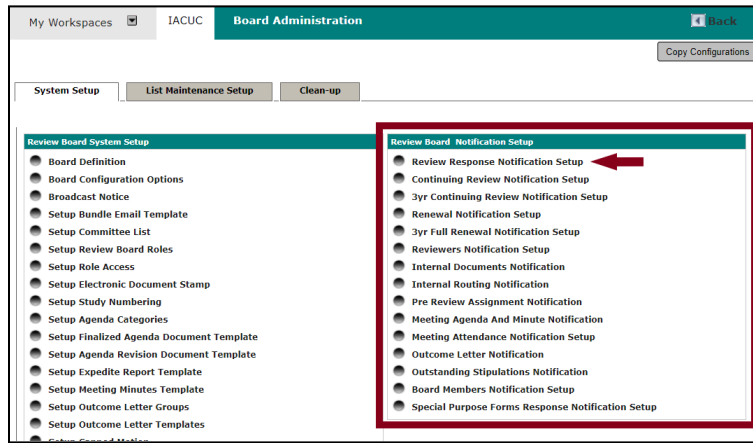 My Workspaces IACUC Board Administration Back
Copy Configurations
System Setup List Maintenance Setup Clean-up
Review Board System Setup
Board Definition
Board Configuration Options
Broadcast Notice
Setup Bundle Email Template
Setup Committee List
Setup Review Board Roles
Setup Role Access
Setup Electronic Document Stamp
Setup Study Numbering
Setup Agenda Categories
Setup Finalized Agenda Document Template
Setup Agenda Revision Document Template
Setup Expedite Report Template
Setup Meeting Minutes Template
Setup Outcome Letter Groups
Setup Outcome Letter Templates
Setup Canned Motion
Review Board Notification Setup
Review Response Notification Setup
Continuing Review Notification Setup
3yr Continuing Review Notification Setup
Renewal Notification Setup
3yr Full Renewal Notification Setup
Reviewers Notification Setup
Internal Documents Notification
Internal Routing Notification
Pre Review Assignment Notification
Meeting Agenda And Minute Notification
Meeting Attendance Notification Setup
Outcome Letter Notification
Outstanding Stipulations Notification
Board Members Notification Setup
Special Purpose Forms Response Notification Setup